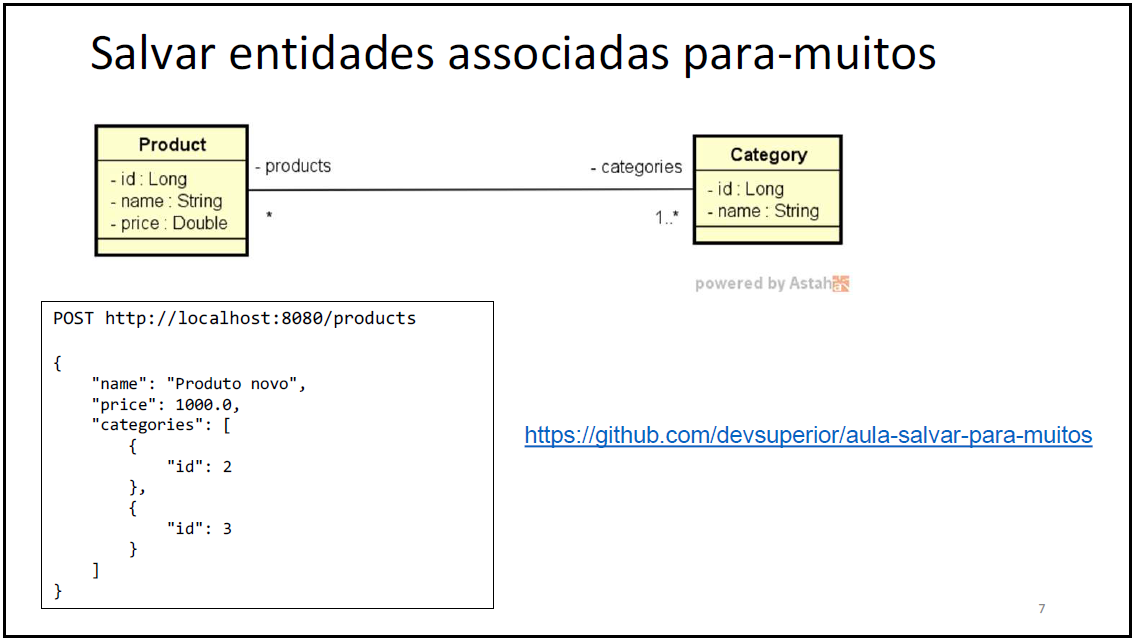 Salvar entidades associadas para-muitos
Product
- id : Long
- name : String
- price : Double
- products
*
- categories
1..*
Category
- id : Long
- name : String
powered by Astah
POST http://localhost:8080/products
{
"name": "Produto novo",
"price": 1000.0,
"categories": [
{
"id": 2
},
{
"id": 3
}
]
}
https://github.com/devsuperior/aula-salvar-para-muitos
7